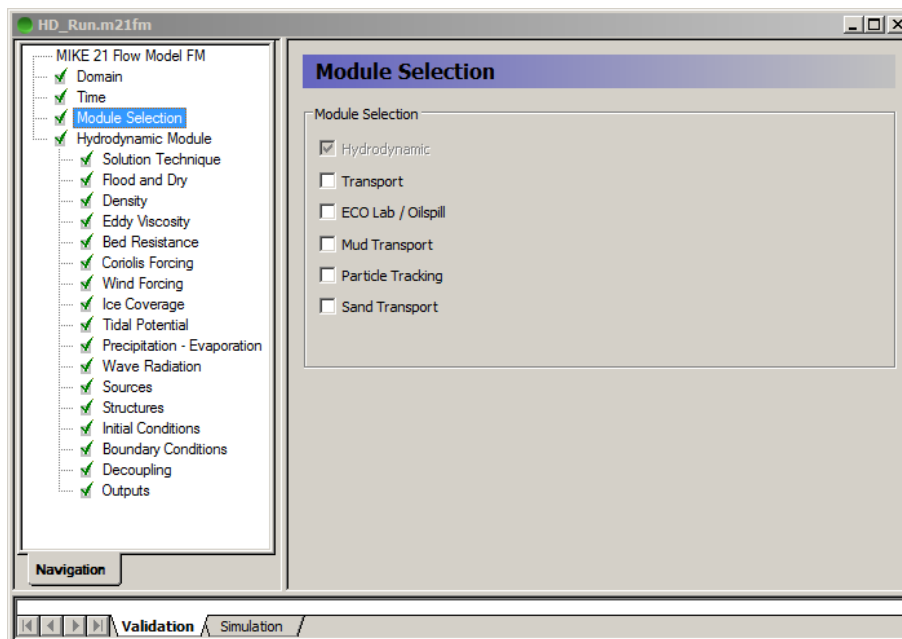 HD_Run.m21fm
MIKE 21 Flow Model FM
Domain
Time
Module Selection
Hydrodynamic Module
Solution Technique
Flood and Dry
Density
Eddy Viscosity
Bed Resistance
Coriolis Forcing
Wind Forcing
Ice Coverage
Tidal Potential
Precipitation - Evaporation
Wave Radiation
Sources
Structures
Initial Conditions
Boundary Conditions
Decoupling
Outputs
Navigation
Module Selection
Module Selection
Hydrodynamic
Transport
ECO Lab / Oilspill
Mud Transport
Particle Tracking
Sand Transport
Validation Simulation